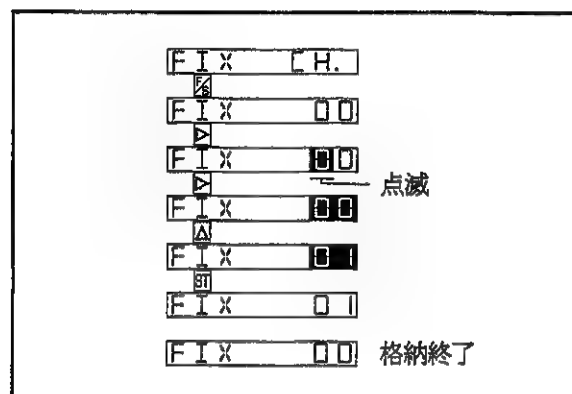 FIX CH.
F/S
FIX 00
>
FIX 00
点滅
>
FIX 00
∧
FIX 01
ST
FIX 01
FIX 00 格納終了